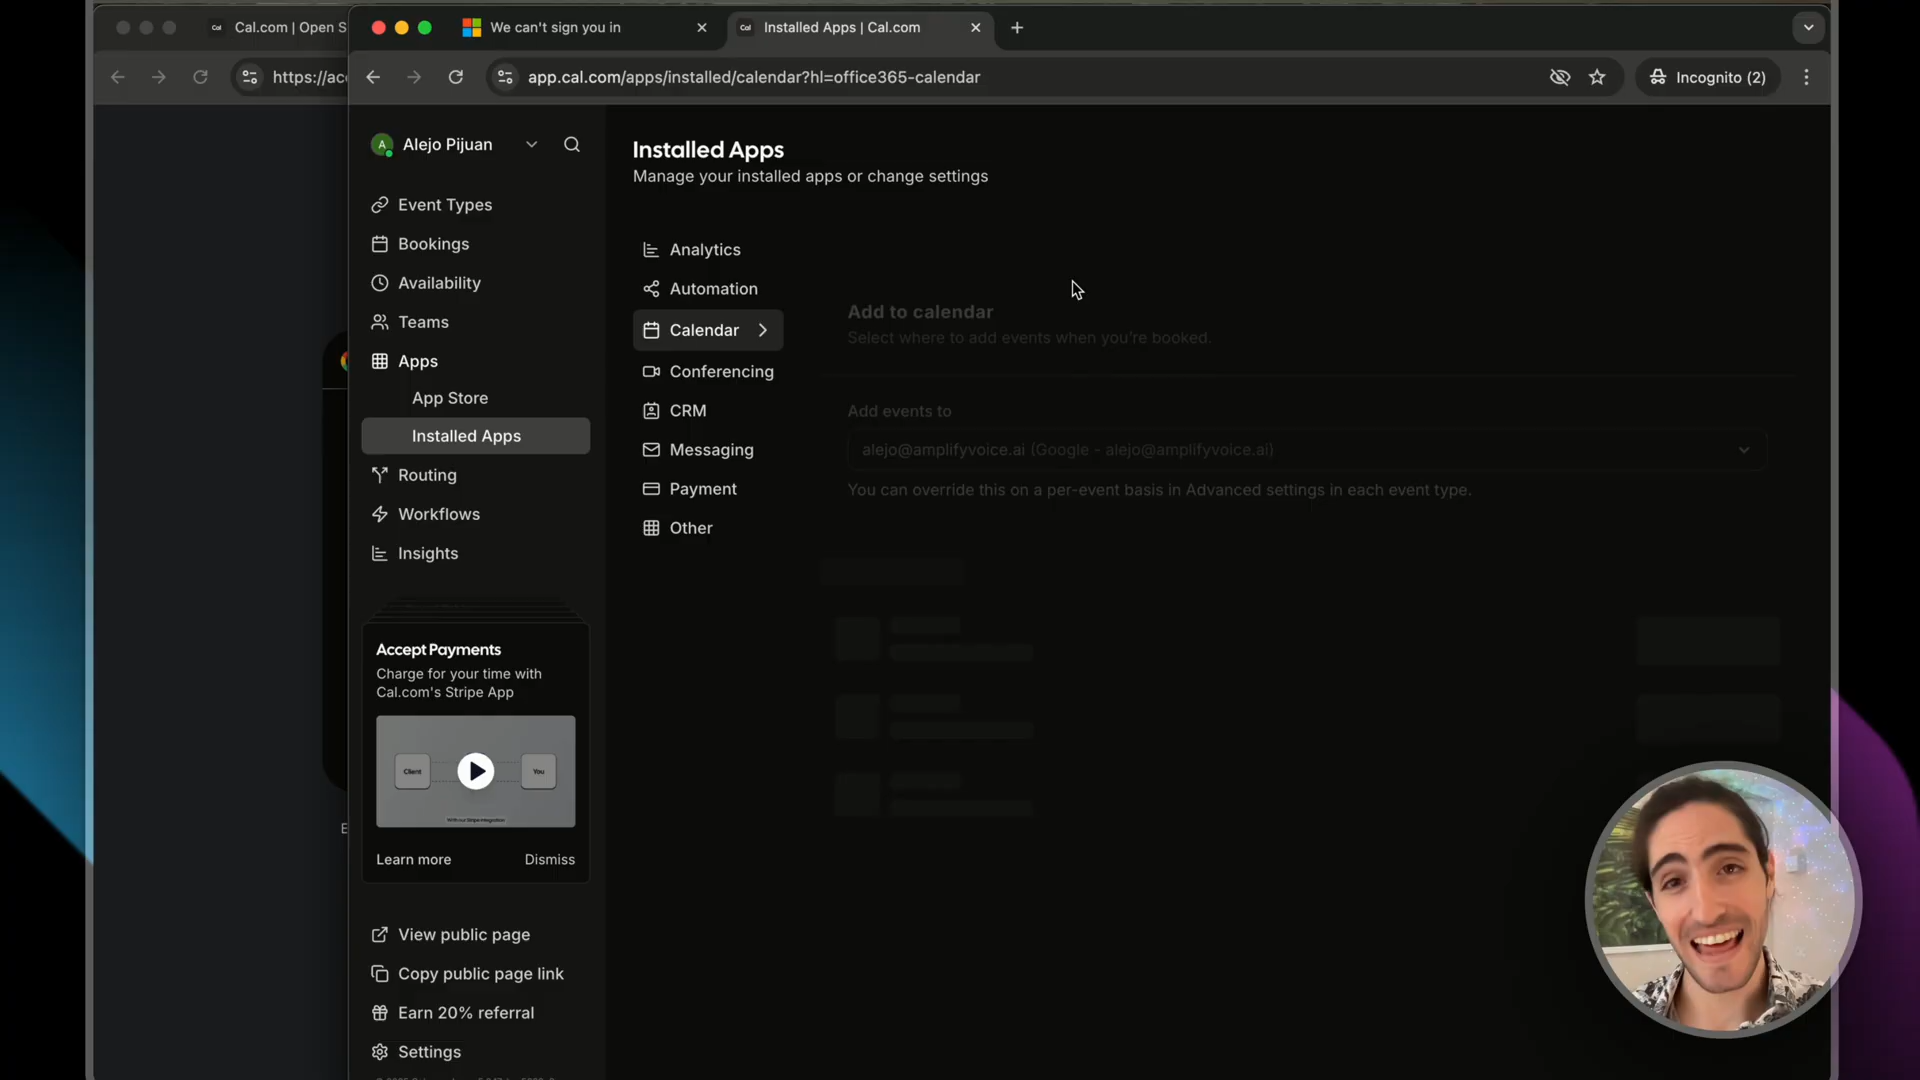 Cal.com | Open S
We can't sign you in
Installed Apps | Cal.com
https://acc
app.cal.com/apps/installed/calendar?hl=office365-calendar
Incognito (2)
A
Alejo Pijuan
Event Types
Bookings
Availability
Teams
Apps
App Store
Installed Apps
Routing
Workflows
Insights
Accept Payments
Charge for your time with
Cal.com's Stripe App
Client
You
Learn more
Dismiss
View public page
Copy public page link
Earn 20% referral
Settings
Installed Apps
Manage your installed apps or change settings
Analytics
Automation
Calendar
Conferencing
CRM
Messaging
Payment
Other
Add to calendar
Select where to add events when you're booked.
Add events to
alejo@amplifyvoice.ai (Google - alejo@amplifyvoice.ai)
You can override this on a per-event basis in Advanced settings in each event type.